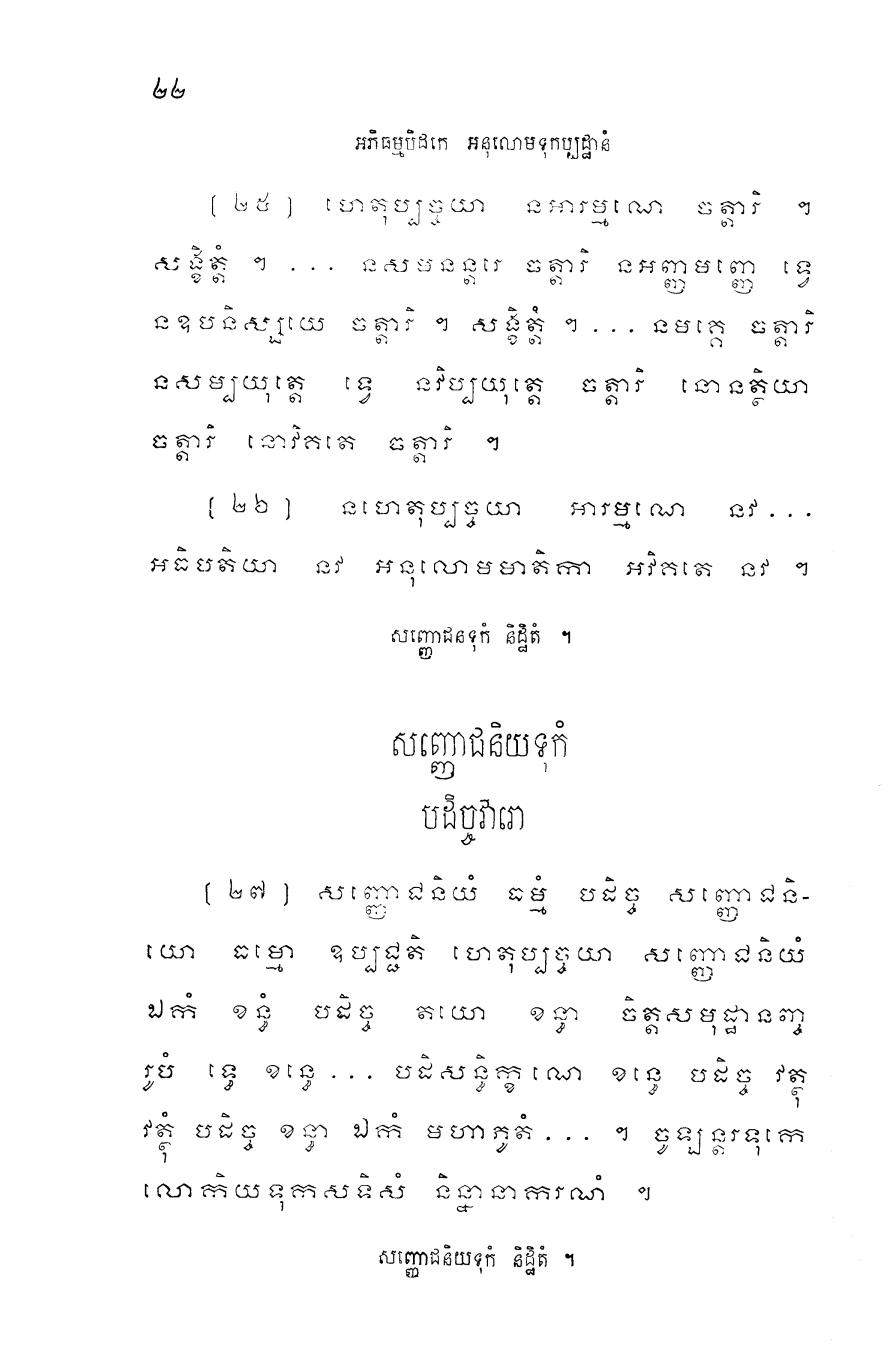 ២២
អភិធម្មបិដកេ អនុលោមទុកប្បដ្ឋានំ
[ ២៥ ] ហេតុប្បច្ចយា នអារម្មណេ ចត្តារិ ។
សង្ខិត្តំ ។ ... នសមនន្តរេ ចត្តារិ នអញ្ញមញ្ញេ ទ្វេ
នឧបនិស្សយេ ចត្តារិ ។ សង្ខិត្តំ ។ ... នមគ្គេ ចត្តារិ
នសម្បយុត្តេ ទ្វេ នវិប្បយុត្តេ ចត្តារិ នោនត្ថិយា
ចត្តារិ នោវិគតេ ចត្តារិ ។
[ ២៦ ] នហេតុប្បច្ចយា អារម្មណេ នវ...
អធិបតិយា នវ អនុលោមមាតិកា អវិគតេ នវ ។
សញ្ញោជនទុកំ និដ្ឋិតំ ។
សញ្ញោជនិយទុកំ
បដិច្ចវារោ
[ ២៧ ] សញ្ញោជនិយំ ធម្មំ បដិច្ច សញ្ញោជនិ-
យោ ធម្មោ ឧប្បជ្ជតិ ហេតុប្បច្ចយា សញ្ញោជនិយំ
ឯកំ ខន្ធំ បដិច្ច តយោ ខន្ធា ចិត្តសមុដ្ឋានញ្ច
រូបំ ទ្វេ ខន្ធេ ... បដិសន្ធិក្ខណេ ខន្ធេ បដិច្ច វត្ថុ
វត្ថុំ បដិច្ច ខន្ធា ឯកំ មហាភូតំ... ។ ចូឡន្តរទុកេ
លោកិយទុកសទិសំ និន្នានាករណំ ។
សញ្ញោជនិយទុកំ និដ្ឋិតំ ។